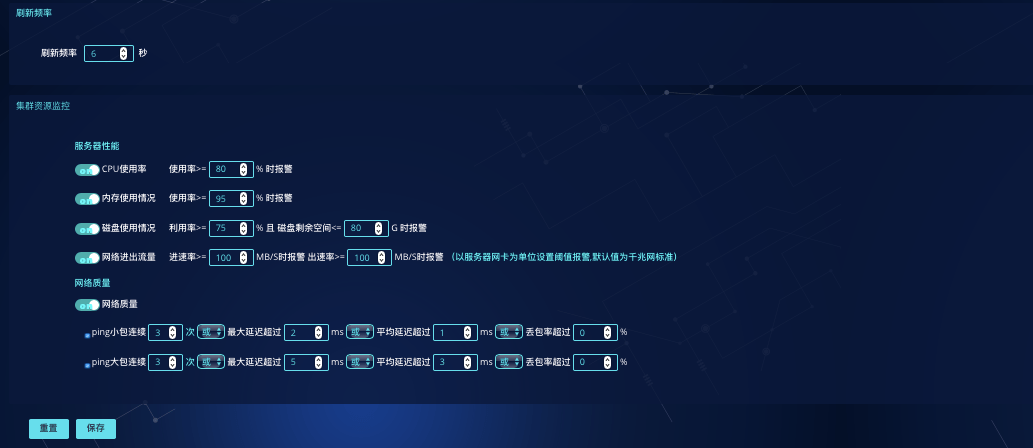 刷新频率
刷新频率 6 秒
集群资源监控
服务器性能
on CPU使用率 使用率>= 80 % 时报警
on 内存使用情况 使用率>= 95 % 时报警
on 磁盘使用情况 利用率>= 75 % 且 磁盘剩余空间<= 80 G 时报警
on 网络进出流量 进速率>= 100 MB/S时报警 出速率>= 100 MB/S时报警 (以服务器网卡为单位设置阈值报警,默认值为千兆网标准)
网络质量
on 网络质量
ping小包连续 3 次 或 最大延迟超过 2 ms 或 平均延迟超过 1 ms 或 丢包率超过 0 %
ping大包连续 3 次 或 最大延迟超过 5 ms 或 平均延迟超过 3 ms 或 丢包率超过 0 %
重置 保存